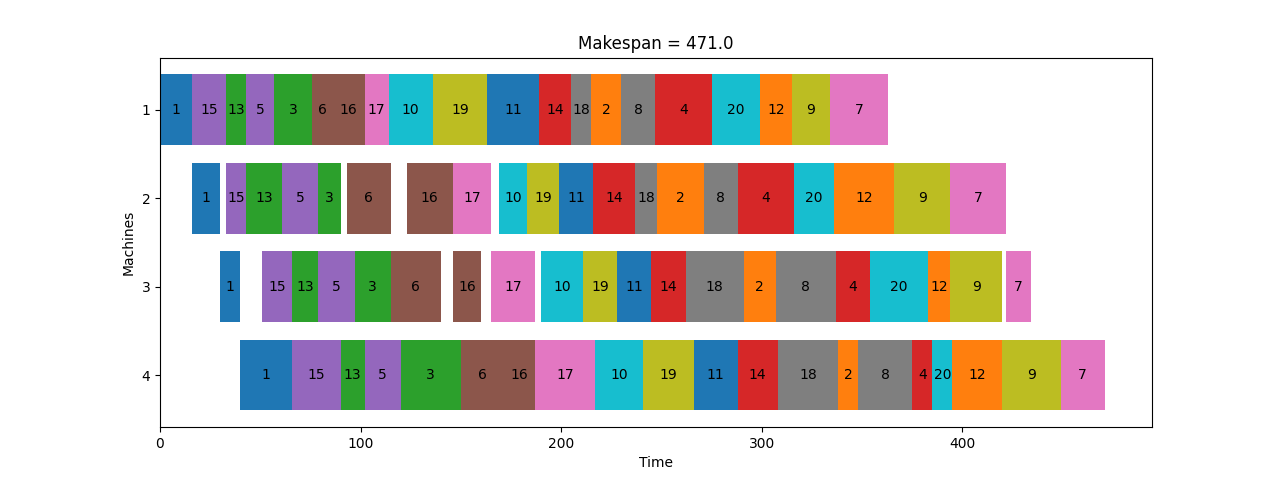 Makespan = 471.0
1 1 15 13 5 3 6 16 17 10 19 11 14 18 2 8 4 20 12 9 7
2 1 15 13 5 3 6 16 17 10 19 11 14 18 2 8 4 20 12 9 7
Machines
3 1 15 13 5 3 6 16 17 10 19 11 14 18 2 8 4 20 12 9 7
4 1 15 13 5 3 6 16 17 10 19 11 14 18 2 8 4 20 12 9 7
0 100 200 300 400
Time